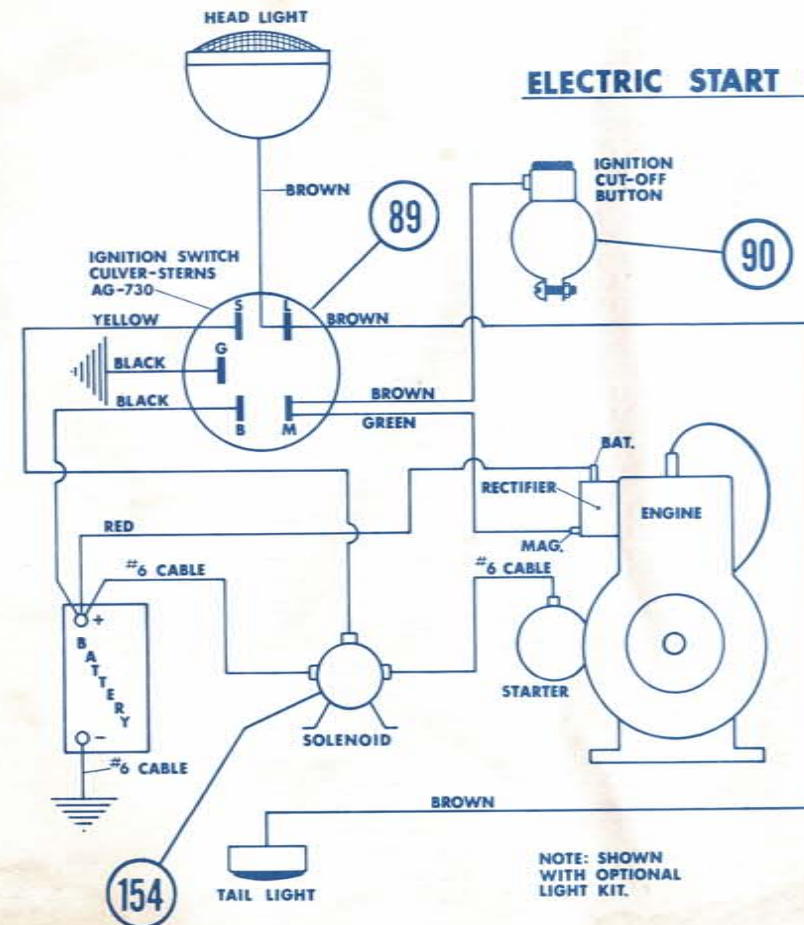 HEAD LIGHT
ELECTRIC START
BROWN
89
IGNITION
CUT-OFF
BUTTON
90
IGNITION SWITCH
CULVER-STERNS
AG-730
S
L
YELLOW
BROWN
G
BLACK
BLACK
BROWN
B
M
GREEN
BAT.
RECTIFIER
ENGINE
RED
MAG.
#6 CABLE
#6 CABLE
+
BATTERY
STARTER
SOLENOID
-
#6 CABLE
BROWN
154
TAIL LIGHT
NOTE: SHOWN
WITH OPTIONAL
LIGHT KIT.